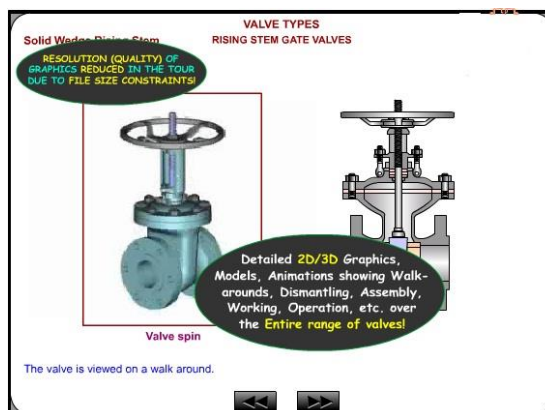 VALVE TYPES
Solid Wedge Rising Stem
RISING STEM GATE VALVES
RESOLUTION (QUALITY) OF
GRAPHICS REDUCED IN THE TOUR
DUE TO FILE SIZE CONSTRAINTS!
Detailed 2D/3D Graphics,
Models, Animations showing Walk-
arounds, Dismantling, Assembly,
Working, Operation, etc. over
the Entire range of valves!
Valve spin
The valve is viewed on a walk around.